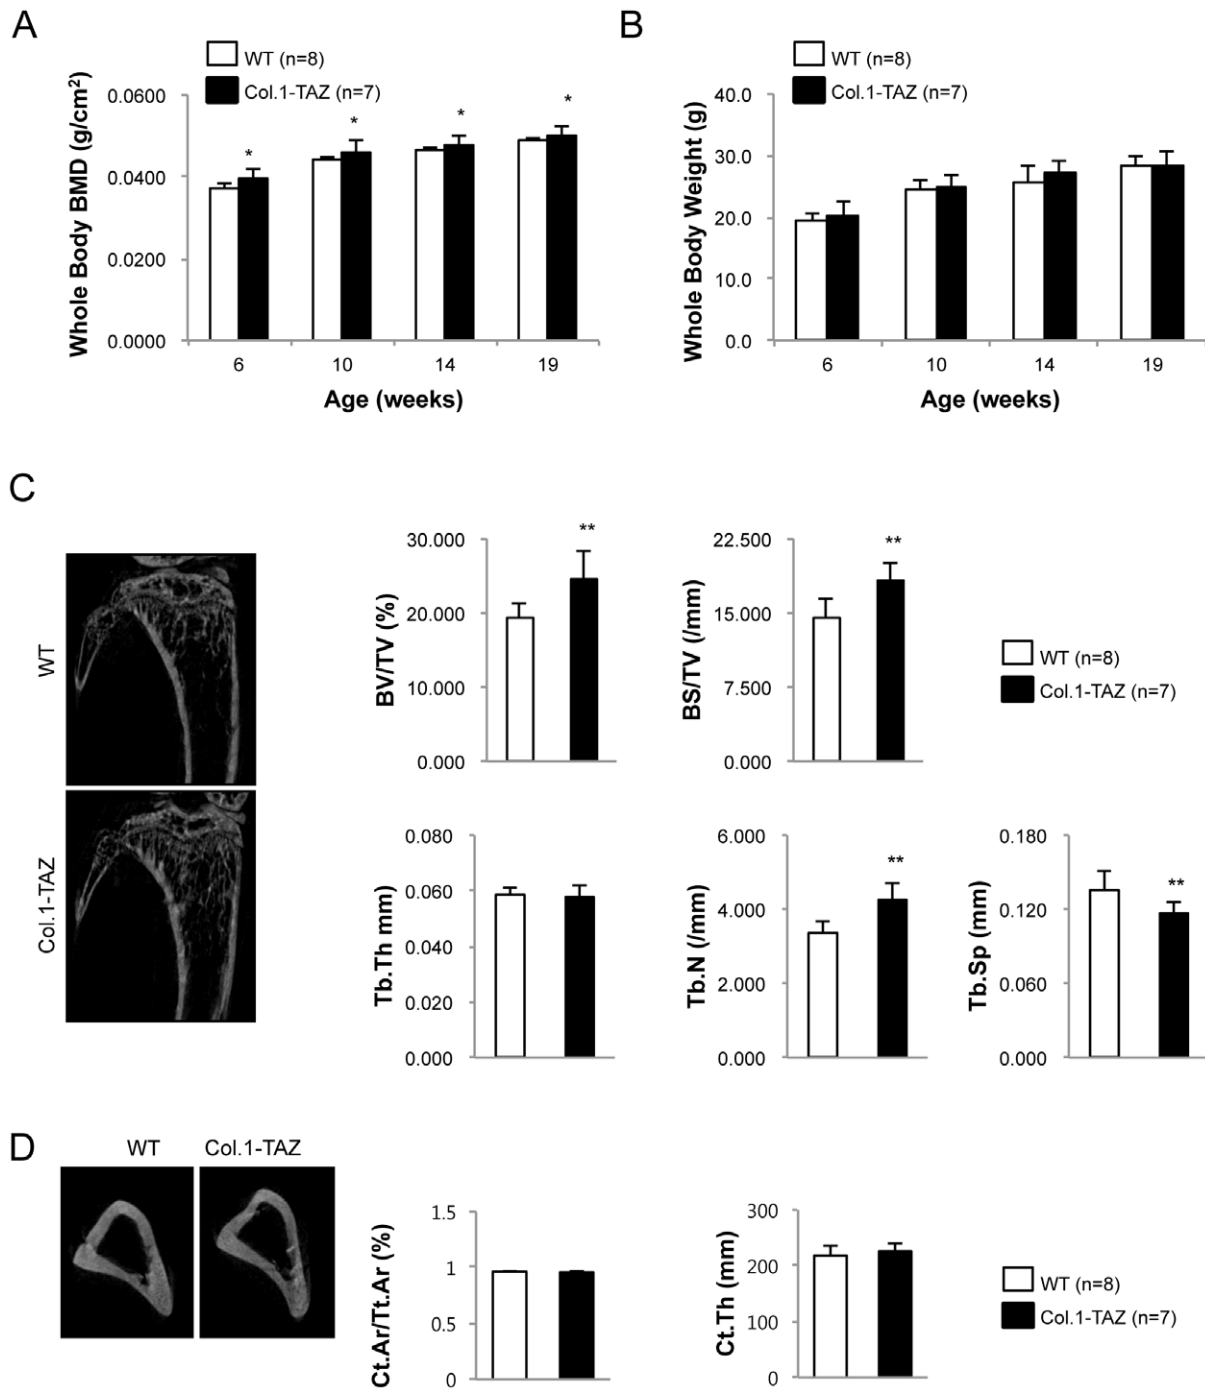 A
WT (n=8)
Col.1-TAZ (n=7)
Whole Body BMD (g/cm²)
0.0600
0.0400
0.0200
0.0000
*
*
*
*
6 10 14 19
Age (weeks)
B
WT (n=8)
Col.1-TAZ (n=7)
Whole Body Weight (g)
40.0
30.0
20.0
10.0
0.0
6 10 14 19
Age (weeks)
C
WT
Col.1-TAZ
BV/TV (%)
30.000
20.000
10.000
0.000
**
BS/TV (/mm)
22.500
15.000
7.500
0.000
**
WT (n=8)
Col.1-TAZ (n=7)
Tb.Th mm)
0.080
0.060
0.040
0.020
0.000
Tb.N (/mm)
6.000
4.000
2.000
0.000
**
Tb.Sp (mm)
0.180
0.120
0.060
0.000
**
D
WT Col.1-TAZ
Ct.Ar/Tt.Ar (%)
1.5
1
0.5
0
Ct.Th (mm)
300
200
100
0
WT (n=8)
Col.1-TAZ (n=7)